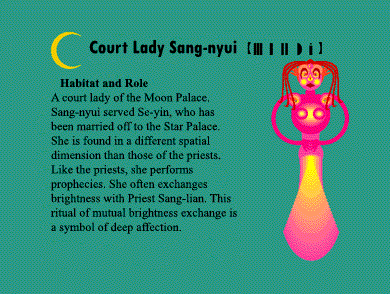 Court Lady Sang-nyui
Habitat and Role
A court lady of the Moon Palace.
Sang-nyui served Se-yin, who has
been married off to the Star Palace.
She is found in a different spatial
dimension than those of the priests.
Like the priests, she performs
prophecies. She often exchanges
brightness with Priest Sang-lian. This
ritual of mutual brightness exchange is
a symbol of deep affection.